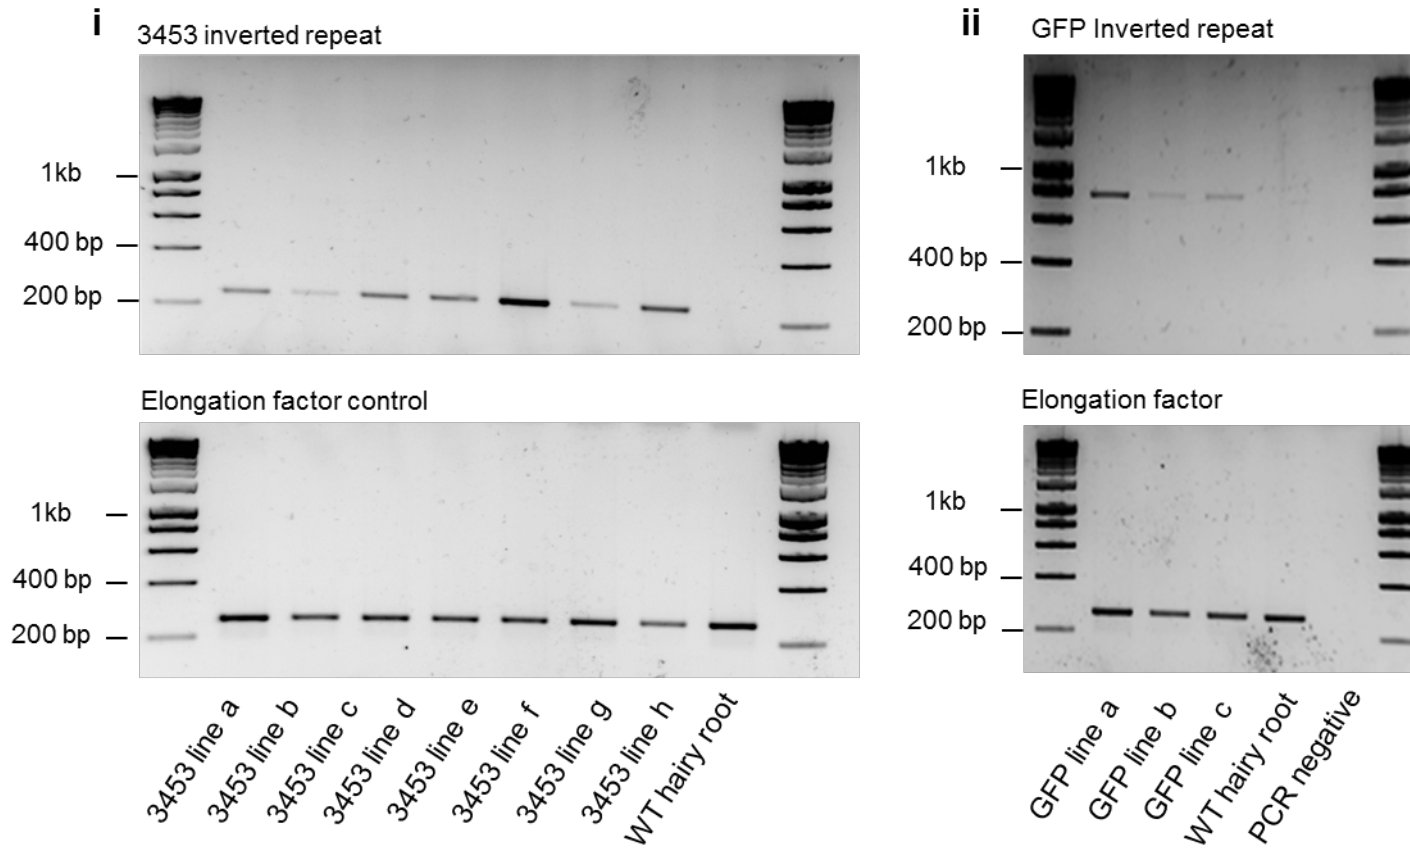 i
3453 inverted repeat
1kb
400 bp
200 bp
Elongation factor control
1kb
400 bp
200 bp
3453 line a
3453 line b
3453 line c
3453 line d
3453 line e
3453 line f
3453 line g
3453 line h
WT hairy root
ii
GFP Inverted repeat
1kb
400 bp
200 bp
Elongation factor
1kb
400 bp
200 bp
GFP line a
GFP line b
GFP line c
WT hairy root
PCR negative